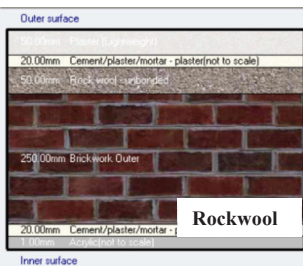 Outer surface
50.00mm Plaster (Lightweight)
20.00mm Cement/plaster/mortar - plaster(not to scale)
50.00mm Rock wool - unbonded
250.00mm Brickwork Outer
20.00mm Cement/plaster/mortar - p
Rockwool
1.00mm Acrylic(not to scale)
Inner surface